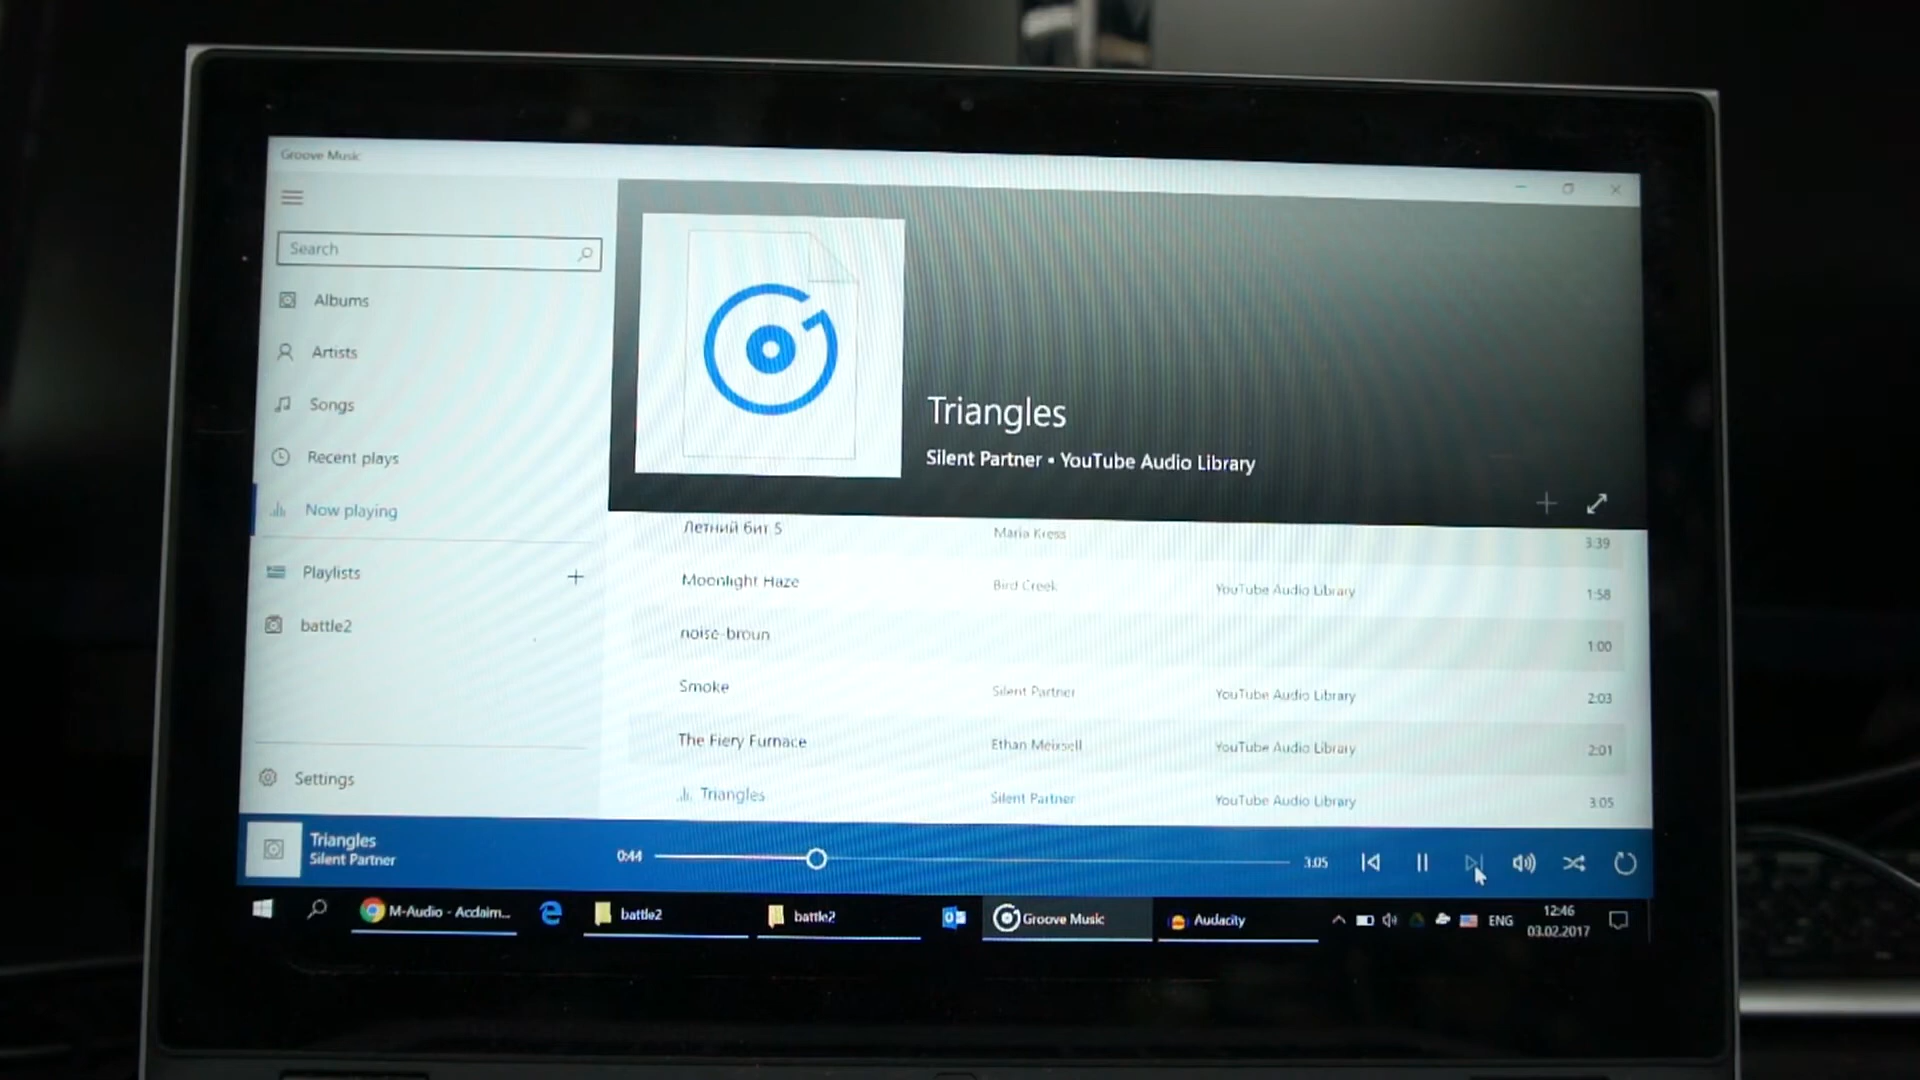 Groove Music
Search
Albums
Artists
Songs
Recent plays
Now playing
Playlists
battle2
Settings
Triangles
Silent Partner • YouTube Audio Library
Летний бит 5 Maria Kress 3:39
Moonlight Haze Bird Creek YouTube Audio Library 1:58
noise-broun 1:00
Smoke Silent Partner YouTube Audio Library 2:03
The Fiery Furnace Ethan Meixsell YouTube Audio Library 2:01
Triangles Silent Partner YouTube Audio Library 3:05
Triangles
Silent Partner
0:44 3:05
M-Audio - Acclaim... battle2 battle2 Groove Music Audacity ENG 12:46
03.02.2017